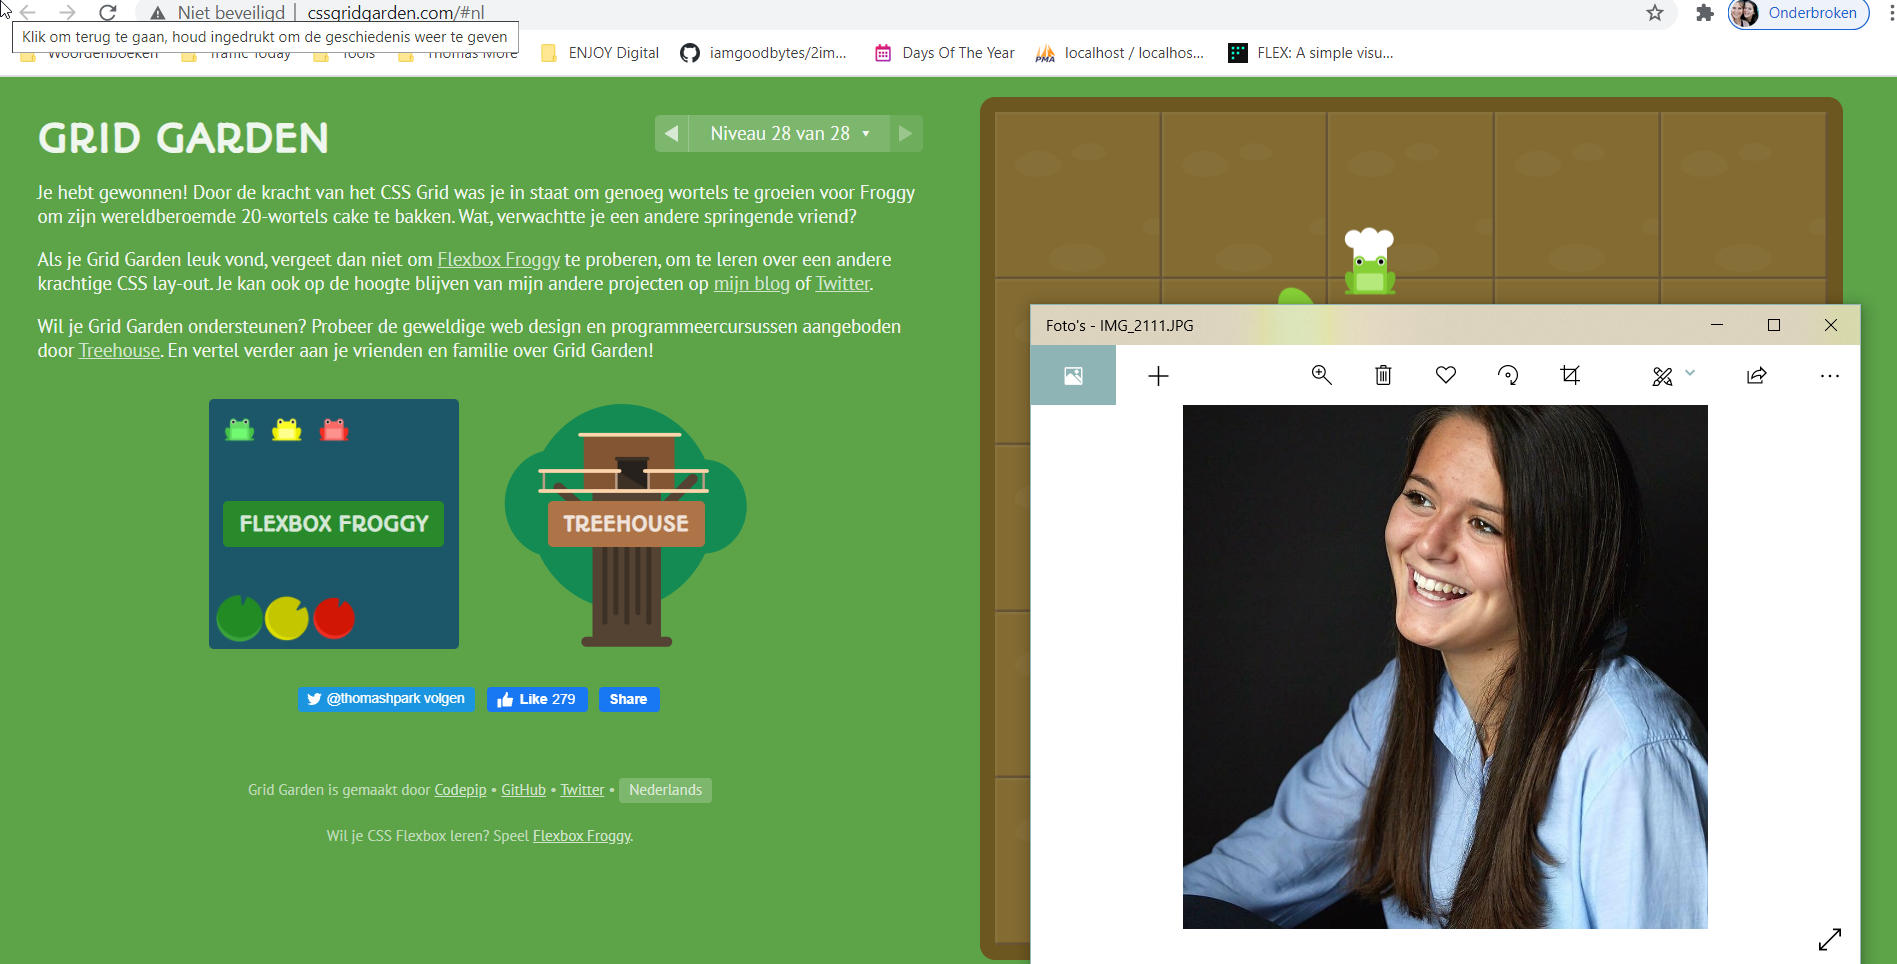 Niet beveiligd | cssgridgarden.com/#nl
Onderbroken
Klik om terug te gaan, houd ingedrukt om de geschiedenis weer te geven
Woordenboeken
Traffic Today
Tools
Thomas More
ENJOY Digital
iamgoodbytes/2im...
Days Of The Year
PMA
localhost / localhos...
FLEX: A simple visu...
GRID GARDEN
Niveau 28 van 28
Je hebt gewonnen! Door de kracht van het CSS Grid was je in staat om genoeg wortels te groeien voor Froggy
om zijn wereldberoemde 20-wortels cake te bakken. Wat, verwachtte je een andere springende vriend?
Als je Grid Garden leuk vond, vergeet dan niet om Flexbox Froggy te proberen, om te leren over een andere
krachtige CSS lay-out. Je kan ook op de hoogte blijven van mijn andere projecten op mijn blog of Twitter.
Wil je Grid Garden ondersteunen? Probeer de geweldige web design en programmeercursussen aangeboden
door Treehouse. En vertel verder aan je vrienden en familie over Grid Garden!
FLEXBOX FROGGY
TREEHOUSE
@thomashpark volgen
Like 279
Share
Grid Garden is gemaakt door Codepip • GitHub • Twitter • Nederlands
Wil je CSS Flexbox leren? Speel Flexbox Froggy.
Foto's - IMG_2111.JPG